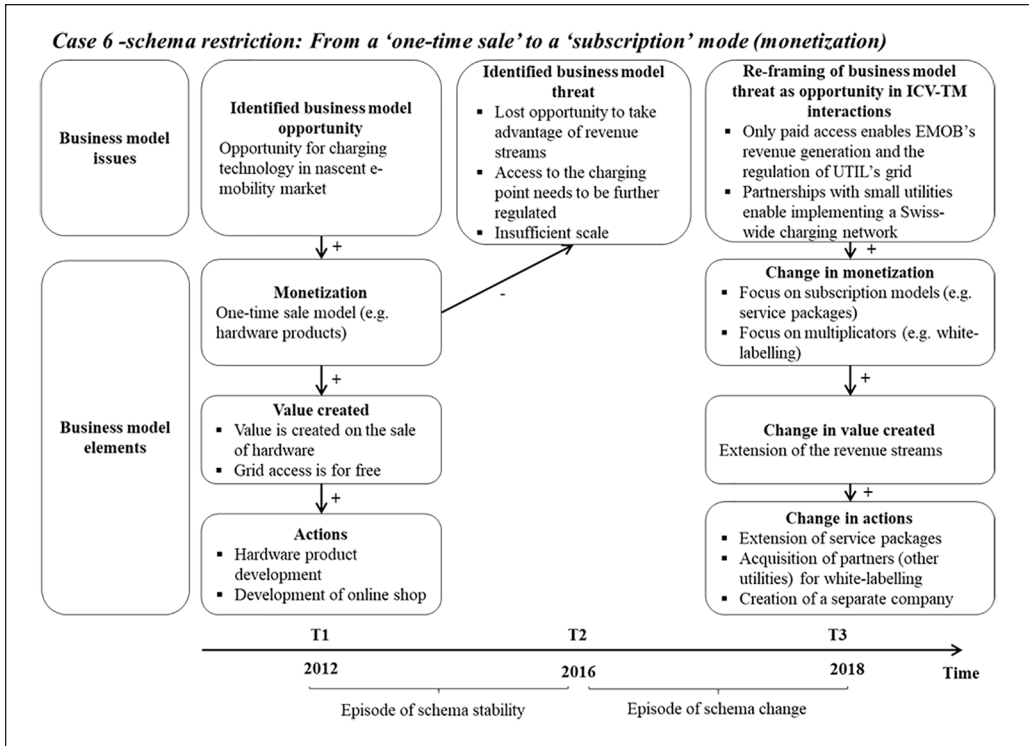 Case 6 -schema restriction: From a ‘one-time sale’ to a ‘subscription’ mode (monetization)
Business model
issues
Identified business model
opportunity
Opportunity for charging
technology in nascent e-
mobility market
Identified business model
threat
▪ Lost opportunity to take
advantage of revenue
streams
▪ Access to the charging
point needs to be further
regulated
▪ Insufficient scale
Re-framing of business model
threat as opportunity in ICV-TM
interactions
▪ Only paid access enables EMOB’s
revenue generation and the
regulation of UTIL’s grid
▪ Partnerships with small utilities
enable implementing a Swiss-
wide charging network
+
+
-
Business model
elements
Monetization
One-time sale model (e.g.
hardware products)
+
Value created
▪ Value is created on the sale
of hardware
▪ Grid access is for free
+
Actions
▪ Hardware product
development
▪ Development of online shop
Change in monetization
▪ Focus on subscription models (e.g.
service packages)
▪ Focus on multiplicators (e.g. white-
labelling)
+
Change in value created
Extension of the revenue streams
+
Change in actions
▪ Extension of service packages
▪ Acquisition of partners (other
utilities) for white-labelling
▪ Creation of a separate company
T1 T2 T3
2012 2016 2018 Time
Episode of schema stability Episode of schema change